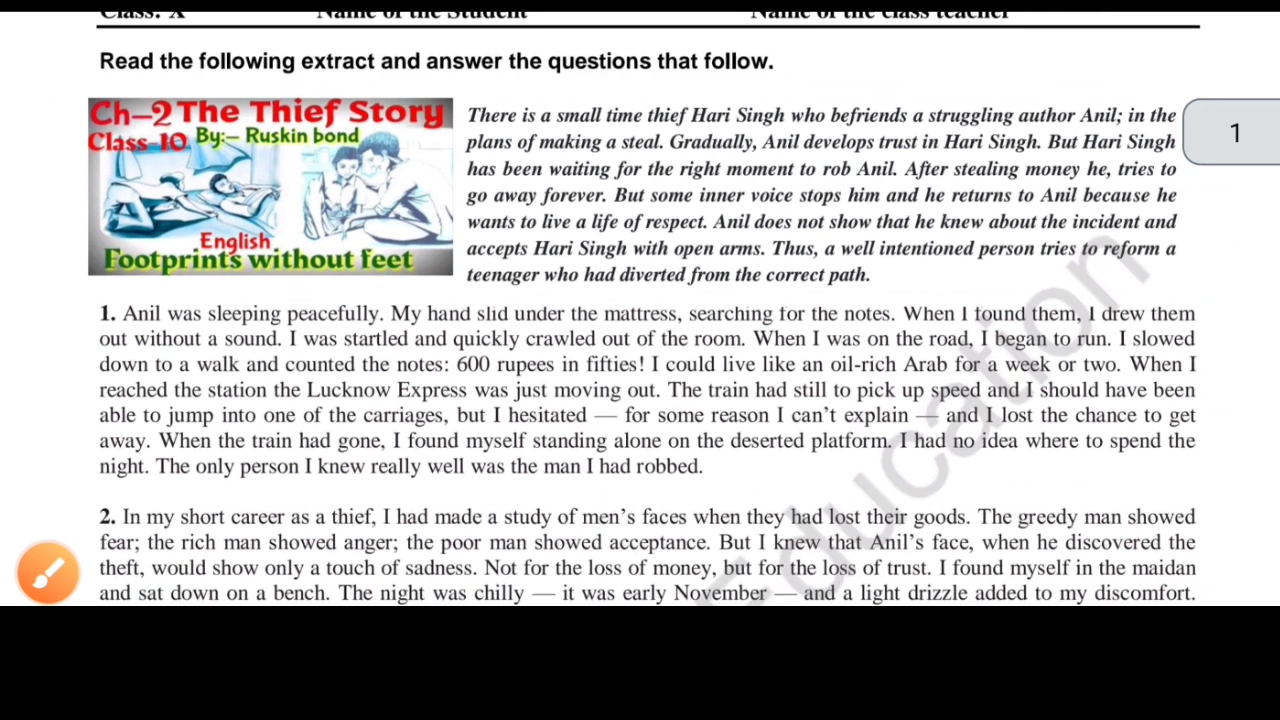 Class: X Name of the Student Name of the class teacher
Read the following extract and answer the questions that follow.
Ch–2 The Thief Story
Class-10 By:– Ruskin bond
English
Footprints without feet
There is a small time thief Hari Singh who befriends a struggling author Anil; in the
plans of making a steal. Gradually, Anil develops trust in Hari Singh. But Hari Singh
has been waiting for the right moment to rob Anil. After stealing money he, tries to
go away forever. But some inner voice stops him and he returns to Anil because he
wants to live a life of respect. Anil does not show that he knew about the incident and
accepts Hari Singh with open arms. Thus, a well intentioned person tries to reform a
teenager who had diverted from the correct path.
1
1. Anil was sleeping peacefully. My hand slid under the mattress, searching for the notes. When I found them, I drew them
out without a sound. I was startled and quickly crawled out of the room. When I was on the road, I began to run. I slowed
down to a walk and counted the notes: 600 rupees in fifties! I could live like an oil-rich Arab for a week or two. When I
reached the station the Lucknow Express was just moving out. The train had still to pick up speed and I should have been
able to jump into one of the carriages, but I hesitated — for some reason I can’t explain — and I lost the chance to get
away. When the train had gone, I found myself standing alone on the deserted platform. I had no idea where to spend the
night. The only person I knew really well was the man I had robbed.
2. In my short career as a thief, I had made a study of men’s faces when they had lost their goods. The greedy man showed
fear; the rich man showed anger; the poor man showed acceptance. But I knew that Anil’s face, when he discovered the
theft, would show only a touch of sadness. Not for the loss of money, but for the loss of trust. I found myself in the maidan
and sat down on a bench. The night was chilly — it was early November — and a light drizzle added to my discomfort.
Education